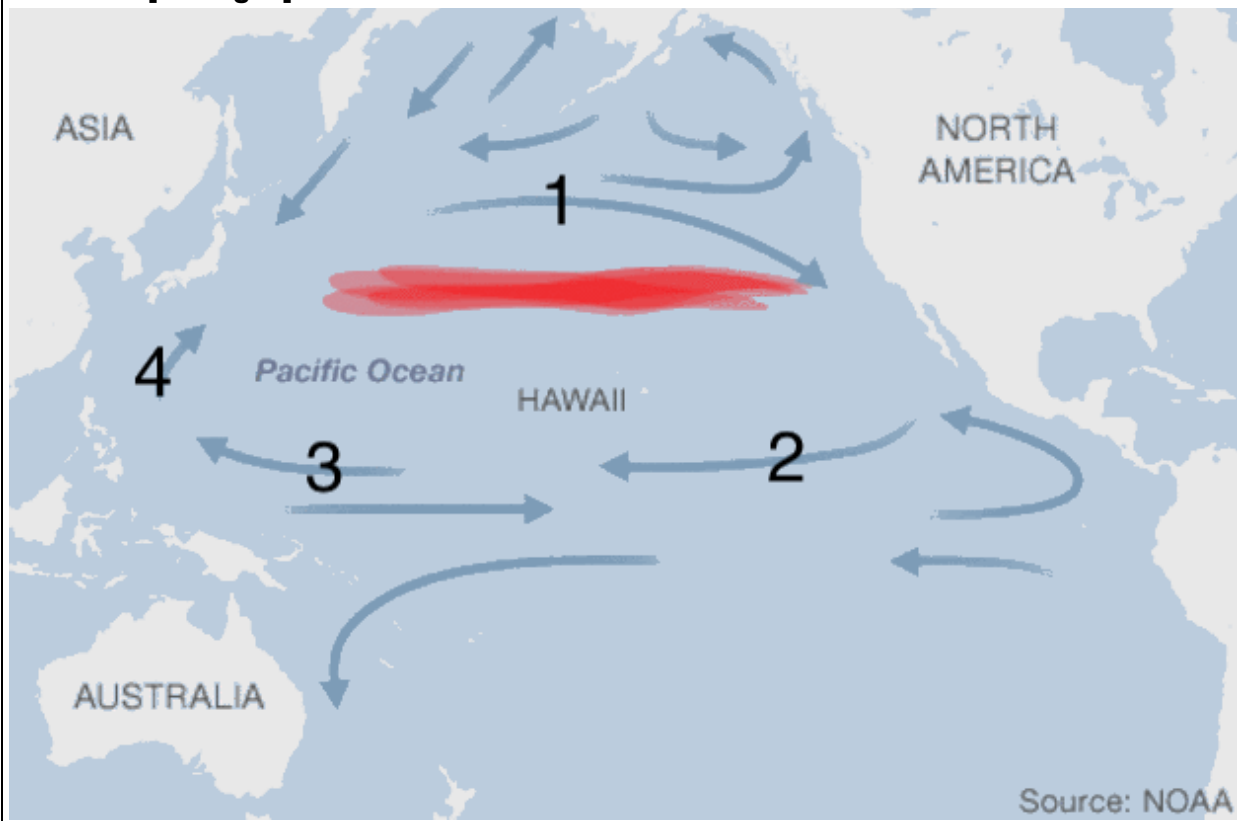 ASIA
NORTH
AMERICA
1
4
Pacific Ocean
HAWAII
3
2
AUSTRALIA
Source: NOAA